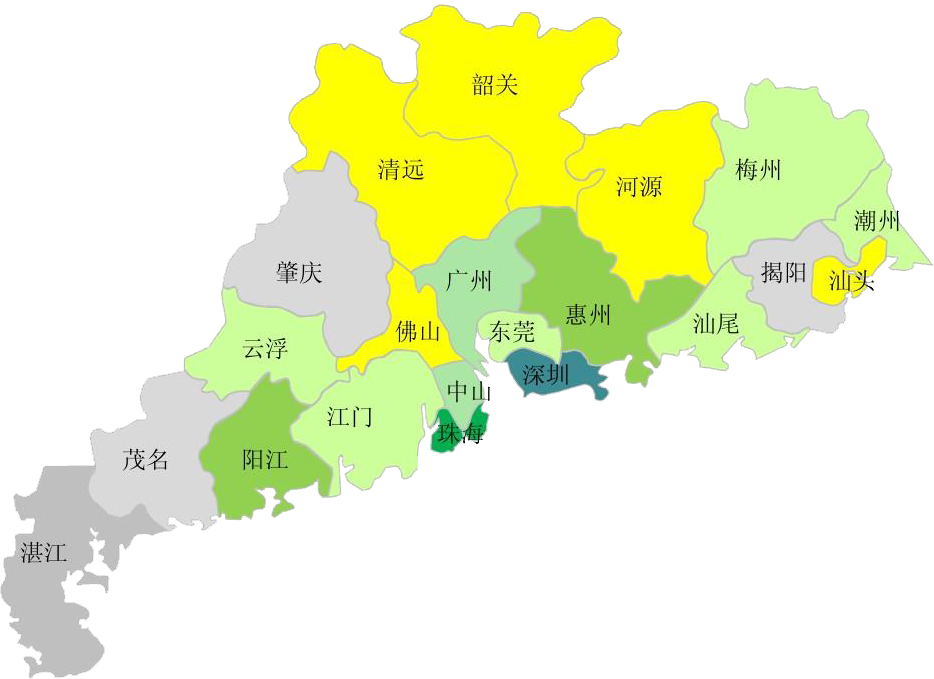 韶关
清远
河源
梅州
潮州
肇庆
广州
揭阳
汕头
惠州
佛山
东莞
汕尾
云浮
深圳
中山
江门
珠海
茂名
阳江
湛江